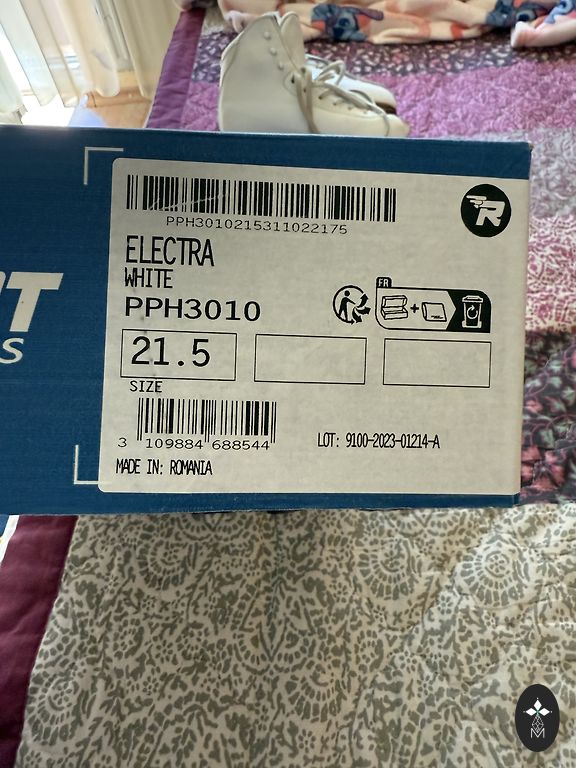 PPH3010215311022175
R
ELECTRA
WHITE
PPH3010
FR
+
21.5
SIZE
3 109884 688544
LOT: 9100-2023-01214-A
MADE IN: ROMANIA
S
M